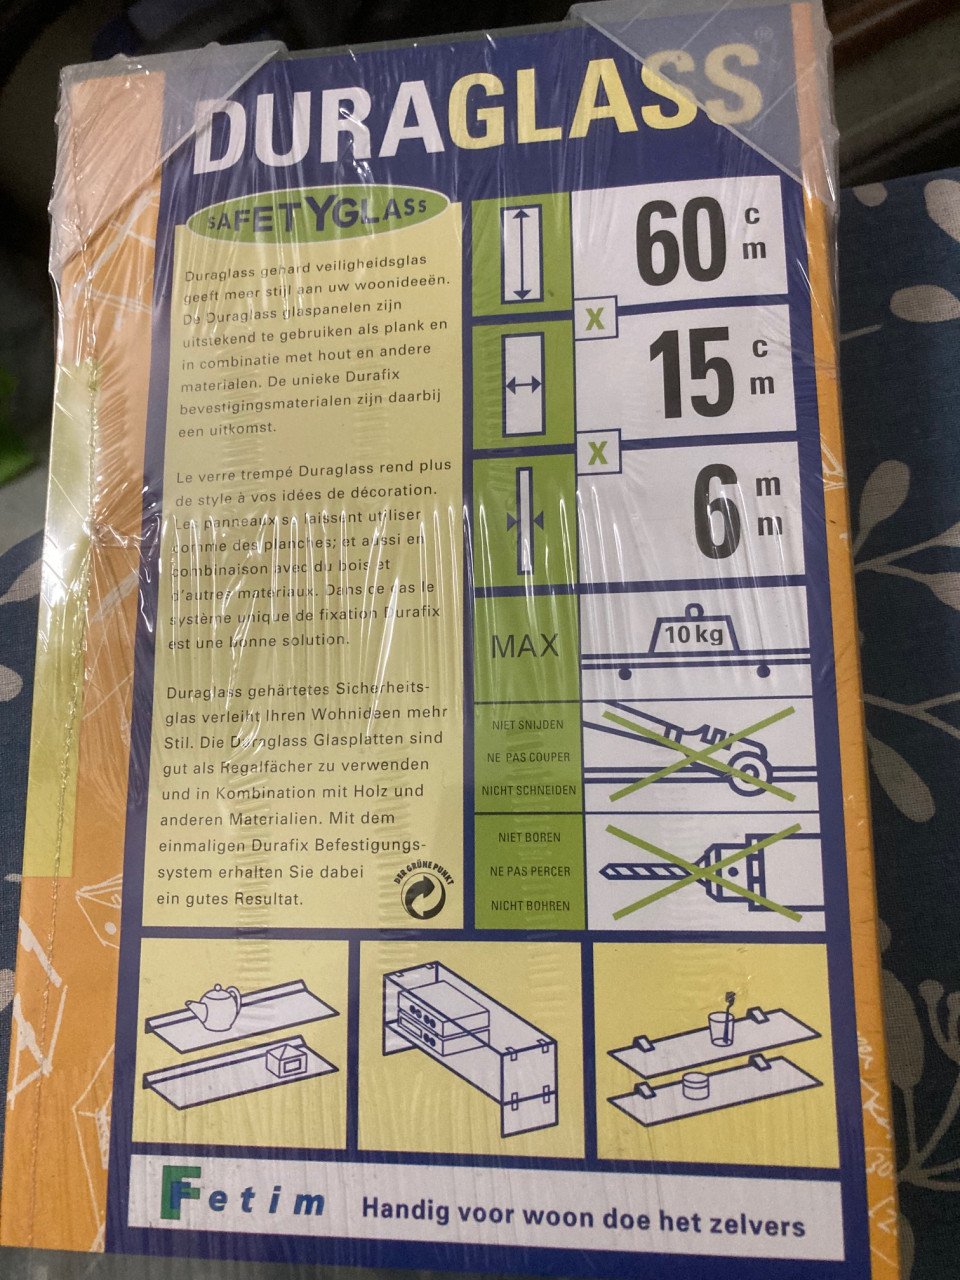 DURAGLASS®
SAFETYGLASS
Duraglass gehard veiligheidsglas
geeft meer stijl aan uw woonideeën.
De Duraglass glaspanelen zijn
uitstekend te gebruiken als plank en
in combinatie met hout en andere
materialen. De unieke Durafix
bevestigingsmaterialen zijn daarbij
een uitkomst.
Le verre trempé Duraglass rend plus
de style à vos idées de décoration.
Les panneaux se laissent utiliser
comme des planches; et aussi en
combinaison avec du bois et
d'autres matériaux. Dans ce cas le
système unique de fixation Durafix
est une bonne solution.
Duraglass gehärtetes Sicherheits-
glas verleiht Ihren Wohnideen mehr
Stil. Die Duraglass Glasplatten sind
gut als Regalfächer zu verwenden
und in Kombination mit Holz und
anderen Materialien. Mit dem
einmaligen Durafix Befestigungs-
system erhalten Sie dabei
ein gutes Resultat.
DER GRÜNE PUNKT
60 cm
X
15 cm
X
6 mm
MAX
10 kg
NIET SNIJDEN
NE PAS COUPER
NICHT SCHNEIDEN
NIET BOREN
NE PAS PERCER
NICHT BOHREN
Fetim
Handig voor woon doe het zelvers